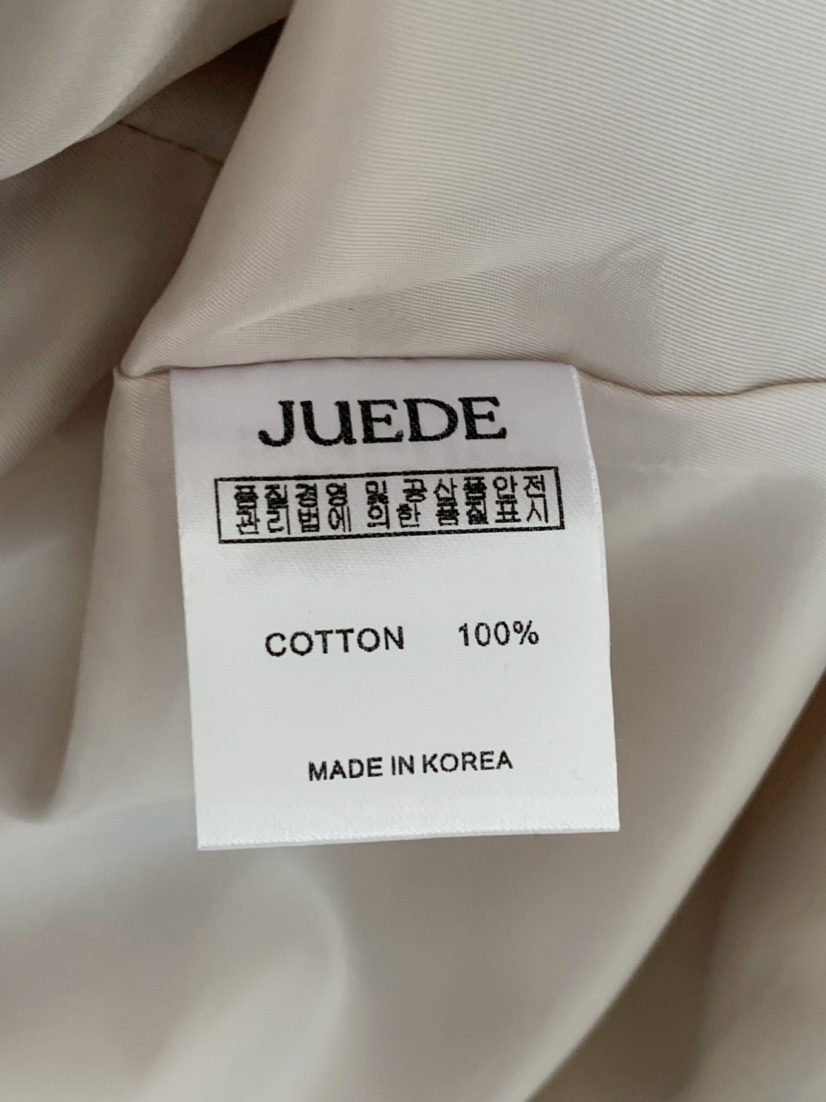 JUEDE
품질경영 및 공산품안전
관리법에 의한 품질표시
COTTON 100%
MADE IN KOREA